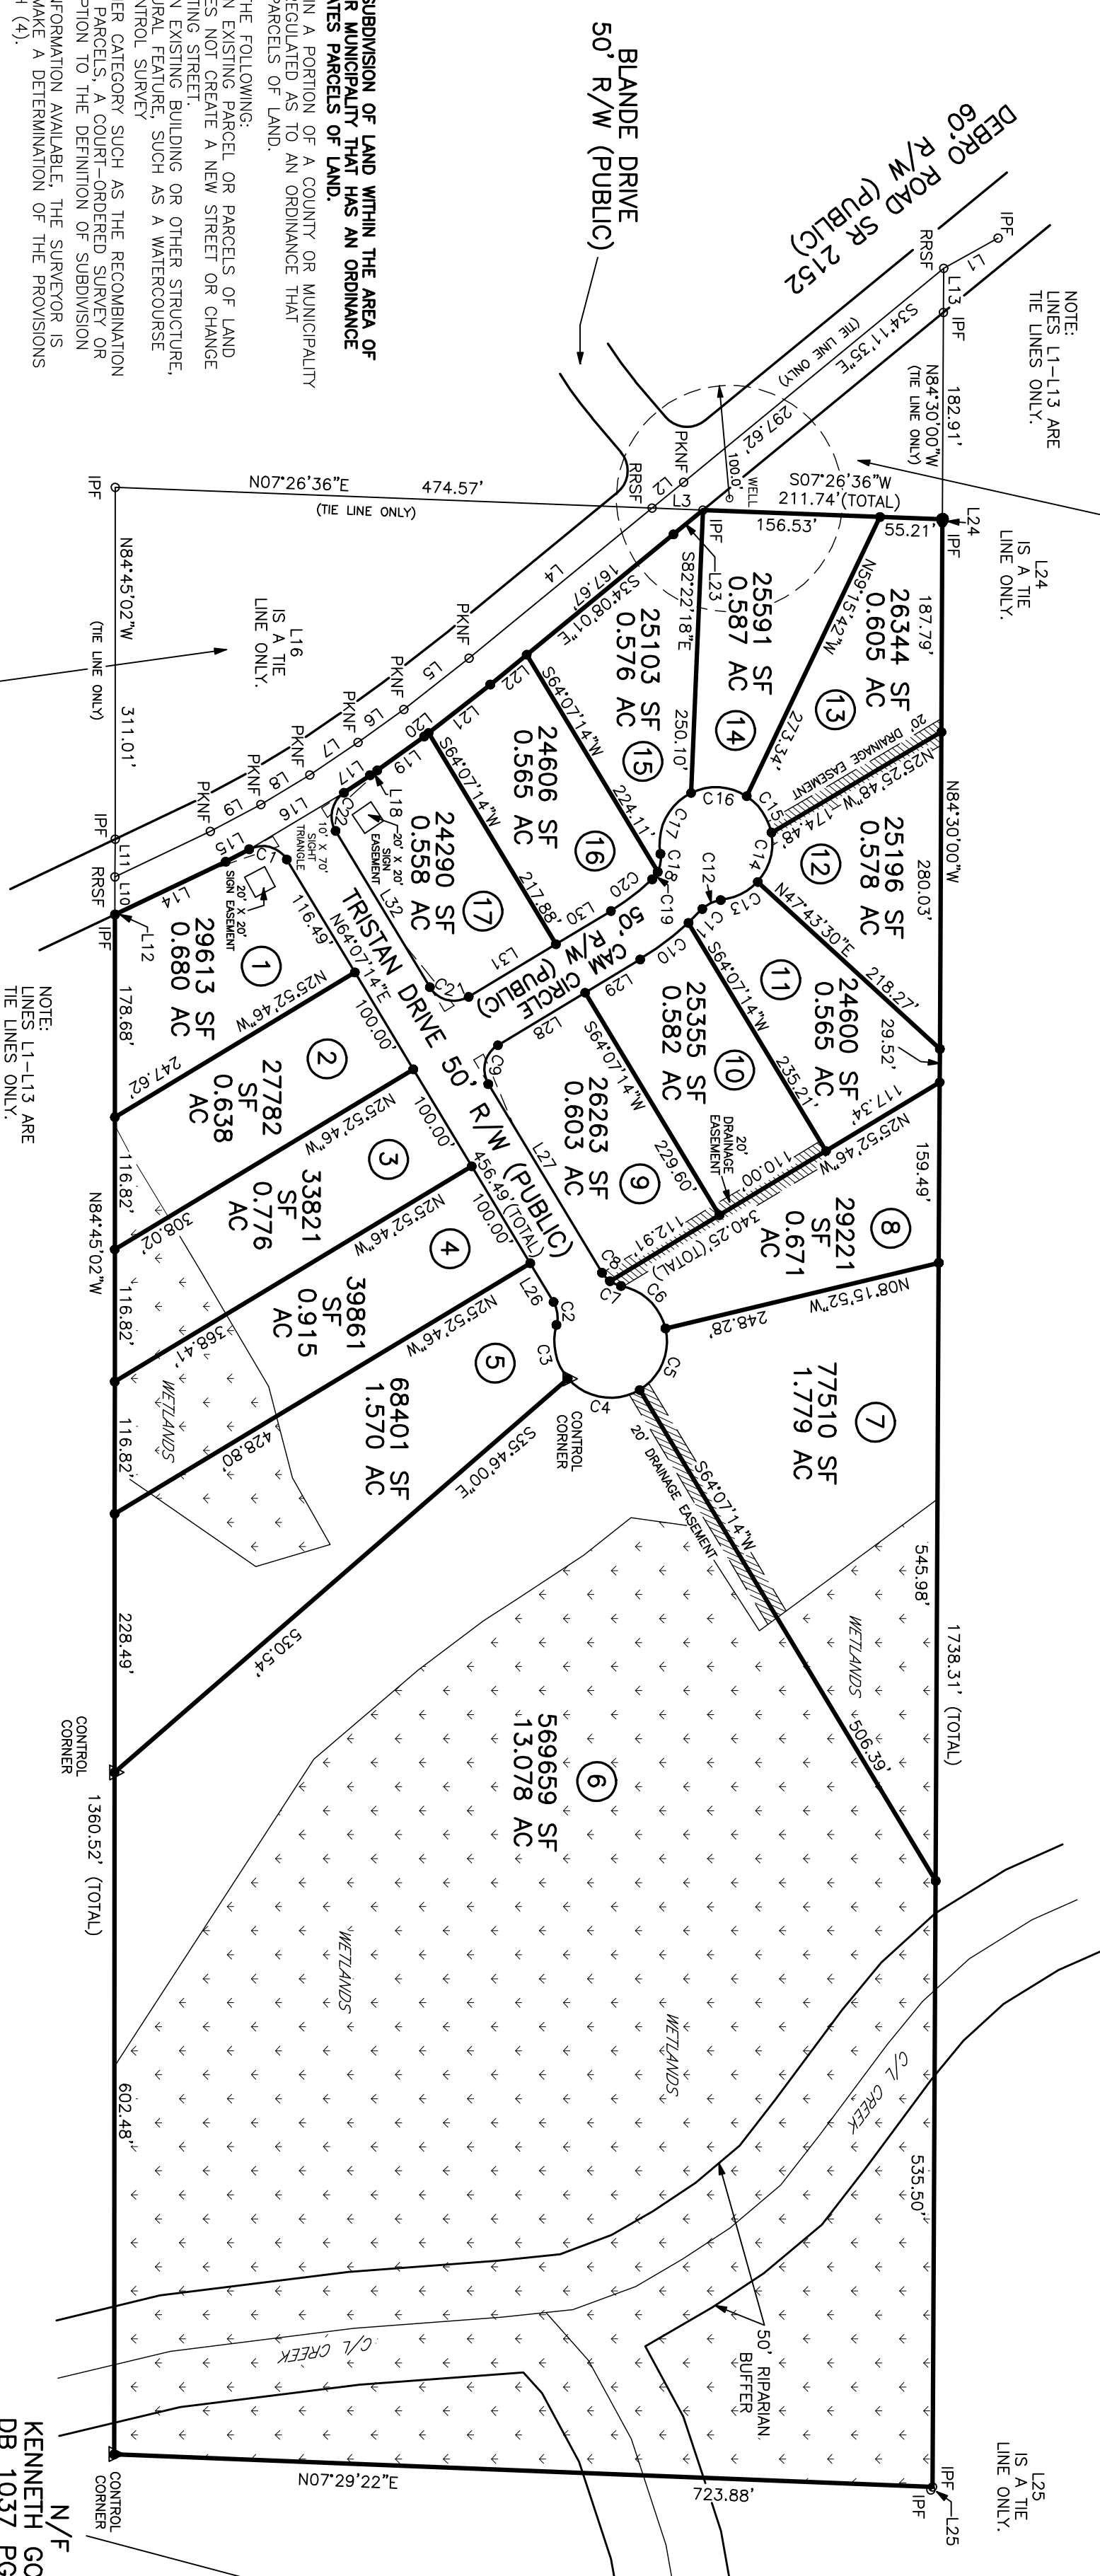 SUBDIVISION OF LAND WITHIN THE AREA OF
R MUNICIPALITY THAT HAS AN ORDINANCE
ATES PARCELS OF LAND.
IN A PORTION OF A COUNTY OR MUNICIPALITY
REGULATED AS TO AN ORDINANCE THAT
PARCELS OF LAND.
THE FOLLOWING:
N EXISTING PARCEL OR PARCELS OF LAND
ES NOT CREATE A NEW STREET OR CHANGE
TING STREET.
N EXISTING BUILDING OR OTHER STRUCTURE,
URAL FEATURE, SUCH AS A WATERCOURSE
NTROL SURVEY
ER CATEGORY SUCH AS THE RECOMBINATION
PARCELS, A COURT-ORDERED SURVEY OR
PTION TO THE DEFINITION OF SUBDIVISION
NFORMATION AVAILABLE, THE SURVEYOR IS
MAKE A DETERMINATION OF THE PROVISIONS
H (4).
BLANDE DRIVE
50' R/W (PUBLIC)
DEBRO ROAD SR 2152
60' R/W (PUBLIC)
NOTE:
LINES L1-L13 ARE
TIE LINES ONLY.
IPF
L1
RRSF
L13
IPF
S34°11'35"E
297.62'
(TIE LINE ONLY)
182.91'
N84°30'00"W
(TIE LINE ONLY)
L24
IS A TIE
LINE ONLY.
L24
IPF
S07°26'36"W
211.74'(TOTAL)
156.53'
55.21'
WELL
100.0'
PKNF
L2
RRSF
L3
IPF
L23
N07°26'36"E
474.57'
(TIE LINE ONLY)
IPF
N84°45'02"W
311.01'
(TIE LINE ONLY)
L16
IS A TIE
LINE ONLY.
L4
PKNF
L5
PKNF
L6
PKNF
L7
PKNF
L8
PKNF
L9
PKNF
IPF
L11
L10
RRSF
IPF
L12
L14
L15
L16
L17
L18
L19
L20
L21
L22
S34°08'01"E
167.67'
187.79'
26344 SF
0.605 AC
13
N59°15'42"W
273.34'
25591 SF
0.587 AC
14
S82°22'18"E
250.10'
25103 SF
0.576 AC
15
S64°07'14"W
224.11'
24606 SF
0.565 AC
16
S64°07'14"W
217.88'
24290 SF
0.558 AC
17
20' X 20'
SIGN
EASEMENT
10' X 70'
SIGHT
TRIANGLE
20' X 20'
SIGN EASEMENT
C22
C1
L32
C21
L31
L30
C20
C19
C18
C17
C16
C15
C14
C13
C12
C11
C10
L29
L28
C9
L27
C8
C7
C6
C5
C4
C3
C2
L26
20' DRAINAGE EASEMENT
N25°25'48"W
174.48'
N84°30'00"W
280.03'
25196 SF
0.578 AC
12
N47°43'30"E
218.27'
29.52'
24600 SF
0.565 AC
11
S64°07'14"W
235.21'
N25°52'46"W
117.34'
110.00'
112.91'
340.25'(TOTAL)
25355 SF
0.582 AC
10
20'
DRAINAGE
EASEMENT
S64°07'14"W
229.60'
26263 SF
0.603 AC
9
CAM CIRCLE
50' R/W (PUBLIC)
TRISTAN DRIVE 50' R/W (PUBLIC)
116.49'
N64°07'14"E
100.00'
100.00'
100.00'
456.49'(TOTAL)
29613 SF
0.680 AC
1
178.68'
N25°52'46"W
247.62'
27782
SF
0.638
AC
2
116.82'
N25°52'46"W
308.02'
33821
SF
0.776
AC
3
N84°45'02"W
116.82'
N25°52'46"W
368.41'
39861
SF
0.915
AC
4
116.82'
N25°52'46"W
428.80'
68401 SF
1.570 AC
5
WETLANDS
228.49'
S35°46'00"E
530.54'
CONTROL
CORNER
CONTROL
CORNER
159.49'
29221
SF
0.671
AC
8
N08°15'52"W
248.28'
77510 SF
1.779 AC
7
545.98'
20' DRAINAGE EASEMENT
S64°07'14"W
506.39'
WETLANDS
1738.31' (TOTAL)
569659 SF
13.078 AC
6
WETLANDS
WETLANDS
1360.52' (TOTAL)
602.48'
C/L CREEK
C/L CREEK
50' RIPARIAN
BUFFER
535.50'
N07°29'22"E
723.88'
IPF
IPF
L25
L25
IS A TIE
LINE ONLY.
CONTROL
CORNER
NOTE:
LINES L1-L13 ARE
TIE LINES ONLY.
N/F
KENNETH GO
DB 1037 PG